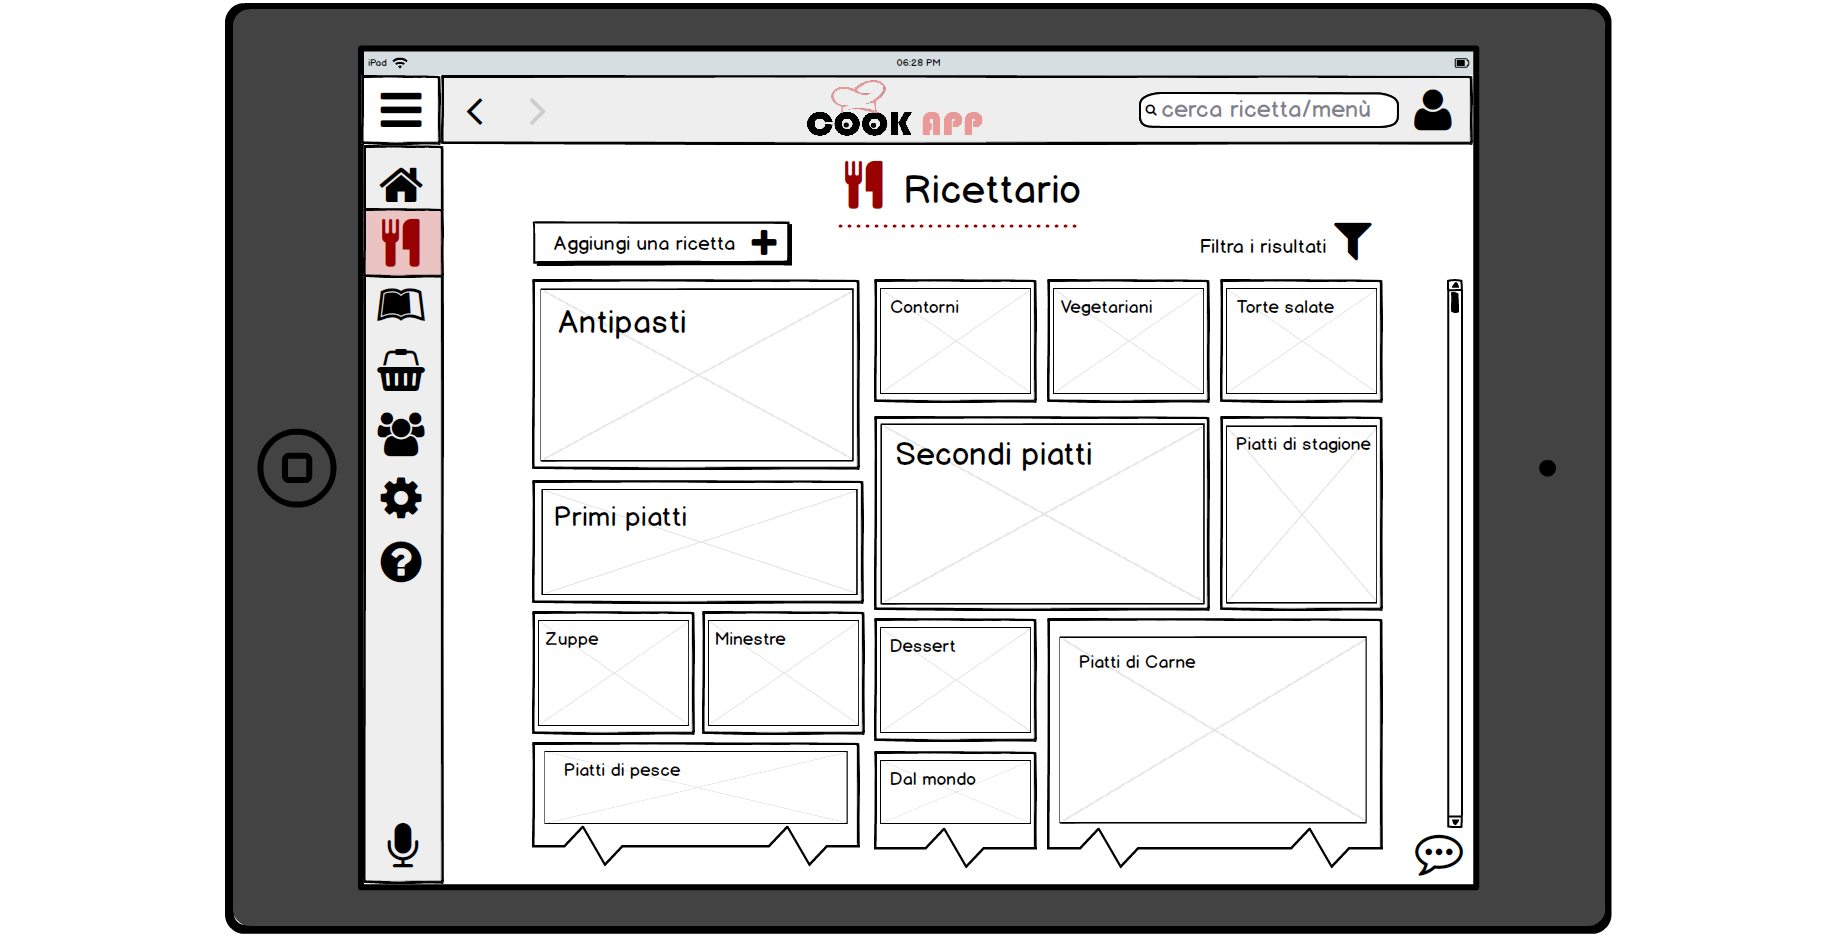 iPad
06:28 PM
COOK APP
cerca ricetta/menù
Ricettario
Aggiungi una ricetta
Filtra i risultati
Antipasti
Contorni
Vegetariani
Torte salate
Secondi piatti
Piatti di stagione
Primi piatti
Zuppe
Minestre
Dessert
Piatti di Carne
Piatti di pesce
Dal mondo